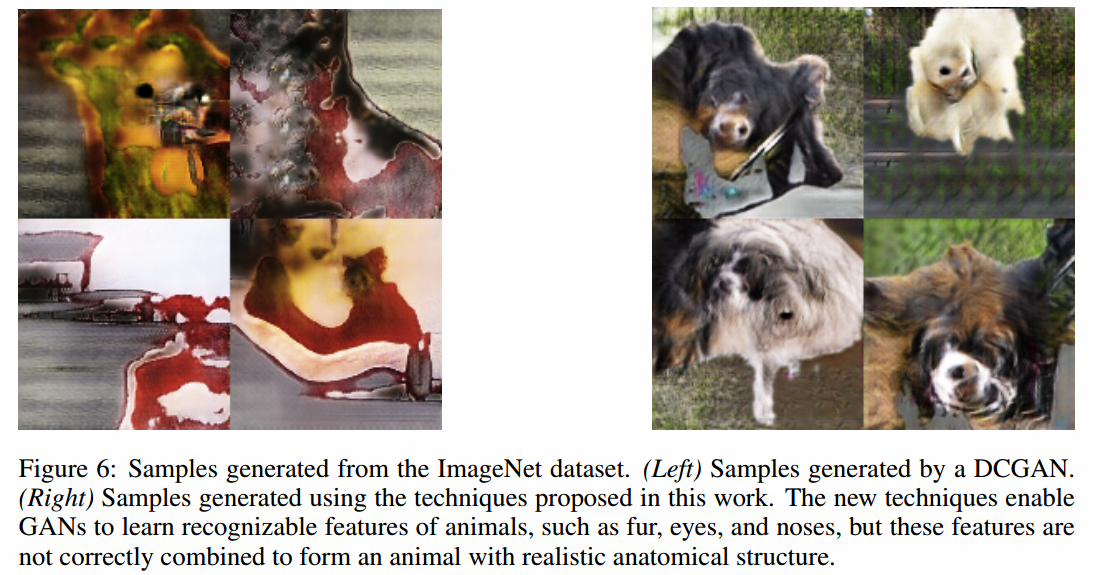 Figure 6: Samples generated from the ImageNet dataset. (Left) Samples generated by a DCGAN.
(Right) Samples generated using the techniques proposed in this work. The new techniques enable
GANs to learn recognizable features of animals, such as fur, eyes, and noses, but these features are
not correctly combined to form an animal with realistic anatomical structure.